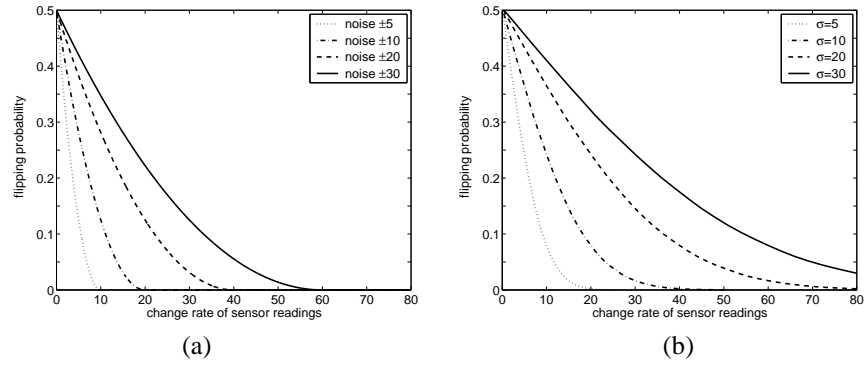 0.5
0.4
0.3
0.2
0.1
0
flipping probability
0 10 20 30 40 50 60 70 80
change rate of sensor readings
noise ±5
noise ±10
noise ±20
noise ±30
(a)
0.5
0.4
0.3
0.2
0.1
0
flipping probability
0 10 20 30 40 50 60 70 80
change rate of sensor readings
σ=5
σ=10
σ=20
σ=30
(b)